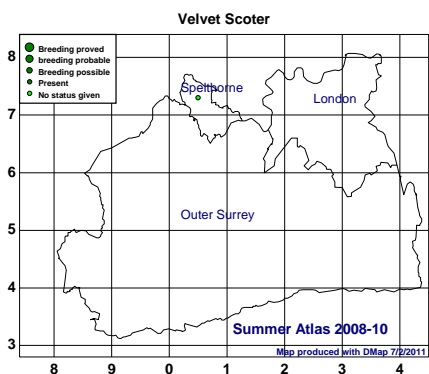 Velvet Scoter
Breeding proved
breeding probable
Breeding possible
Present
No status given
8
7
6
5
4
3
Spelthorne
London
Outer Surrey
Summer Atlas 2008-10
Map produced with DMap 7/2/2011
8 9 0 1 2 3 4